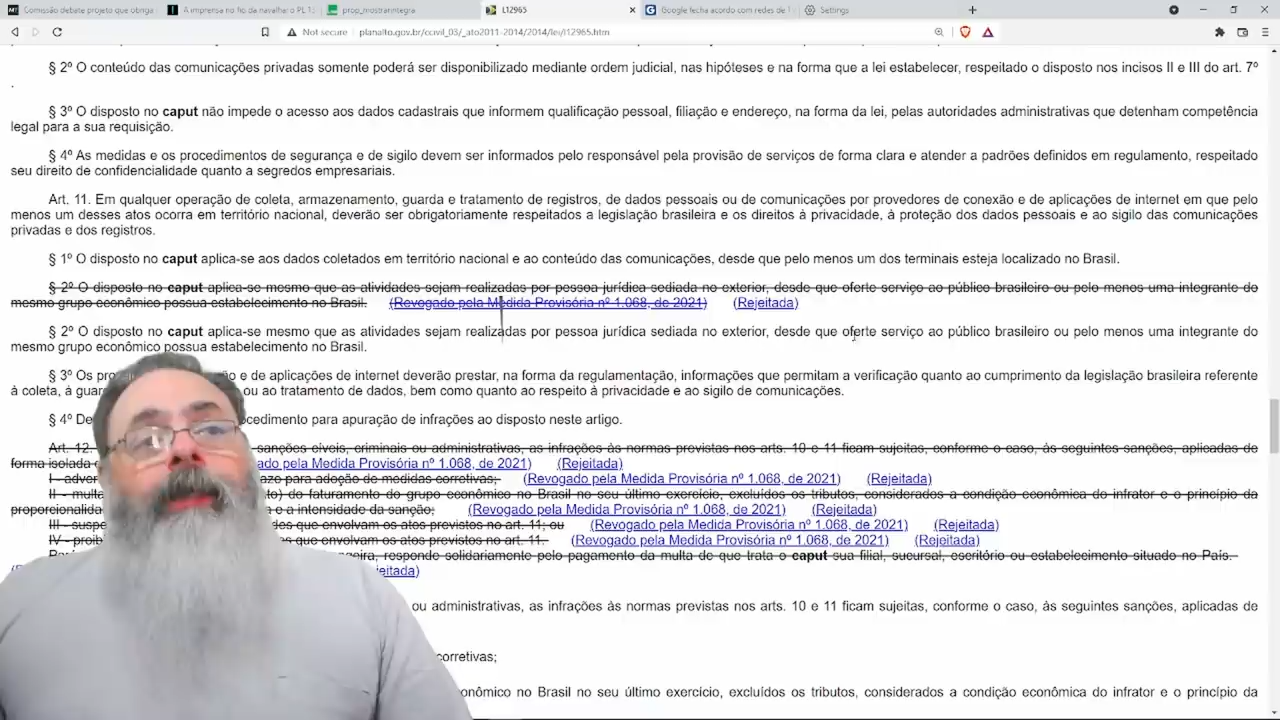 Comissão debate projeto que obriga
A imprensa no fio da navalha: o PL 1
prop_mostrarintegra
L12965
Google fecha acordo com redes de
Settings
Not secure planalto.gov.br/ccivil_03/_ato2011-2014/2014/lei/l12965.htm
§ 2º O conteúdo das comunicações privadas somente poderá ser disponibilizado mediante ordem judicial, nas hipóteses e na forma que a lei estabelecer, respeitado o disposto nos incisos II e III do art. 7º
.
§ 3º O disposto no caput não impede o acesso aos dados cadastrais que informem qualificação pessoal, filiação e endereço, na forma da lei, pelas autoridades administrativas que detenham competência
legal para a sua requisição.
§ 4º As medidas e os procedimentos de segurança e de sigilo devem ser informados pelo responsável pela provisão de serviços de forma clara e atender a padrões definidos em regulamento, respeitado
seu direito de confidencialidade quanto a segredos empresariais.
Art. 11. Em qualquer operação de coleta, armazenamento, guarda e tratamento de registros, de dados pessoais ou de comunicações por provedores de conexão e de aplicações de internet em que pelo
menos um desses atos ocorra em território nacional, deverão ser obrigatoriamente respeitados a legislação brasileira e os direitos à privacidade, à proteção dos dados pessoais e ao sigilo das comunicações
privadas e dos registros.
§ 1º O disposto no caput aplica-se aos dados coletados em território nacional e ao conteúdo das comunicações, desde que pelo menos um dos terminais esteja localizado no Brasil.
§ 2º O disposto no caput aplica-se mesmo que as atividades sejam realizadas por pessoa jurídica sediada no exterior, desde que oferte serviço ao público brasileiro ou pelo menos uma integrante do
mesmo grupo econômico possua estabelecimento no Brasil. (Revogado pela Medida Provisória nº 1.068, de 2021) (Rejeitada)
§ 2º O disposto no caput aplica-se mesmo que as atividades sejam realizadas por pessoa jurídica sediada no exterior, desde que oferte serviço ao público brasileiro ou pelo menos uma integrante do
mesmo grupo econômico possua estabelecimento no Brasil.
§ 3º Os pro e de aplicações de internet deverão prestar, na forma da regulamentação, informações que permitam a verificação quanto ao cumprimento da legislação brasileira referente
à coleta, à guar ou ao tratamento de dados, bem como quanto ao respeito à privacidade e ao sigilo de comunicações.
§ 4º De ocedimento para apuração de infrações ao disposto neste artigo.
Art. 12. sanções cíveis, criminais ou administrativas, as infrações às normas previstas nos arts. 10 e 11 ficam sujeitas, conforme o caso, às seguintes sanções, aplicadas de
forma isolada o gado pela Medida Provisória nº 1.068, de 2021) (Rejeitada)
I - adver azo para adoção de medidas corretivas; (Revogado pela Medida Provisória nº 1.068, de 2021) (Rejeitada)
II - multa to) do faturamento do grupo econômico no Brasil no seu último exercício, excluídos os tributos, considerados a condição econômica do infrator e o princípio da
proporcionalid a e a intensidade da sanção; (Revogado pela Medida Provisória nº 1.068, de 2021) (Rejeitada)
III - suspe des que envolvam os atos previstos no art. 11; ou (Revogado pela Medida Provisória nº 1.068, de 2021) (Rejeitada)
IV - proib des que envolvam os atos previstos no art. 11. (Revogado pela Medida Provisória nº 1.068, de 2021) (Rejeitada)
Par ngeira, responde solidariamente pelo pagamento da multa de que trata o caput sua filial, sucursal, escritório ou estabelecimento situado no País.
eitada)
ou administrativas, as infrações às normas previstas nos arts. 10 e 11 ficam sujeitas, conforme o caso, às seguintes sanções, aplicadas de
corretivas;
onômico no Brasil no seu último exercício, excluídos os tributos, considerados a condição econômica do infrator e o princípio da